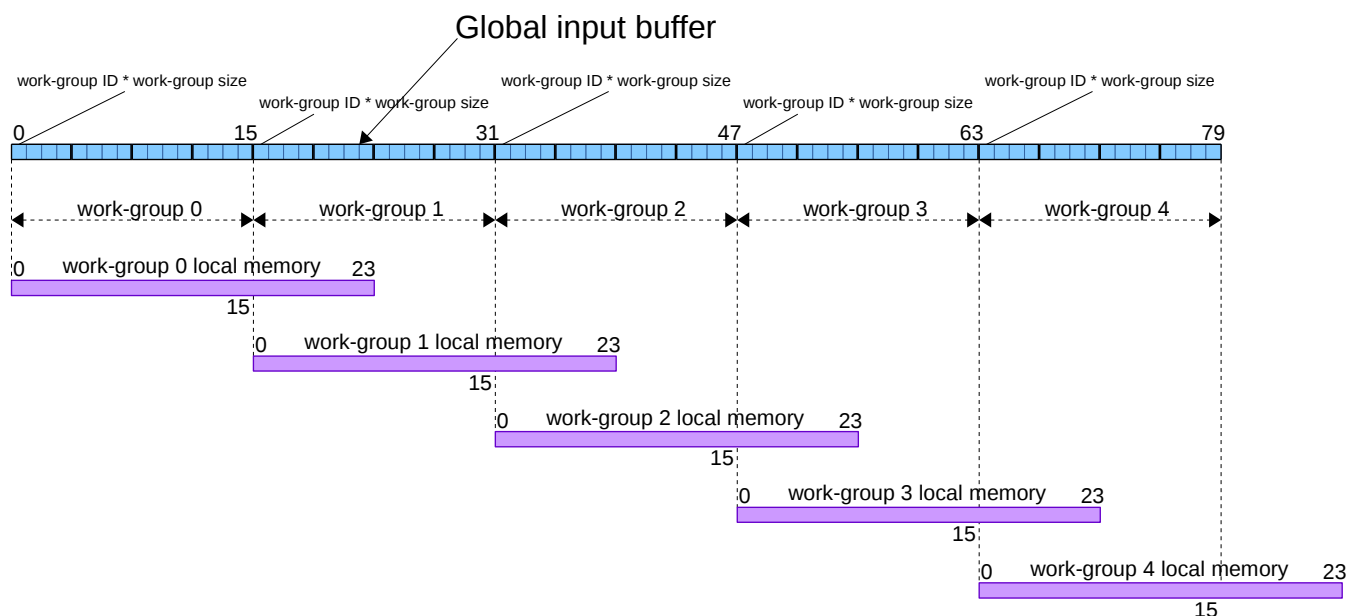 Global input buffer
work-group ID * work-group size
work-group ID * work-group size
work-group ID * work-group size
work-group ID * work-group size
work-group ID * work-group size
0 15 31 47 63 79
work-group 0 work-group 1 work-group 2 work-group 3 work-group 4
0 work-group 0 local memory 23
15
0 work-group 1 local memory 23
15
0 work-group 2 local memory 23
15
0 work-group 3 local memory 23
15
0 work-group 4 local memory 23
15